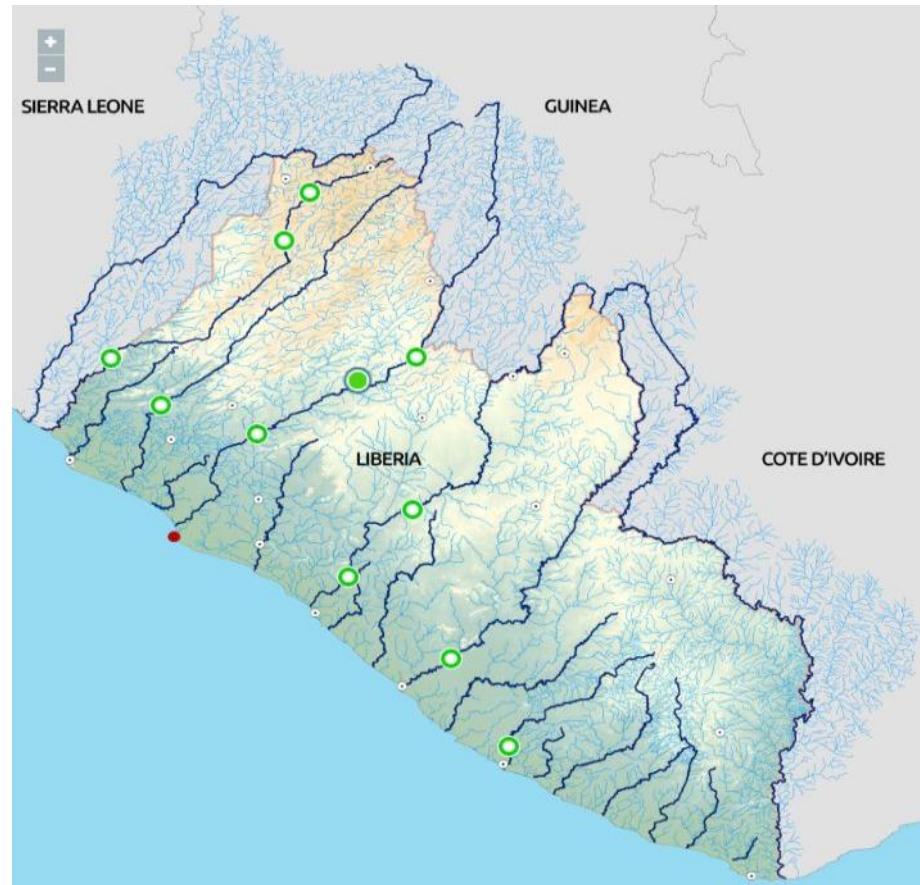 +
−
SIERRA LEONE
GUINEA
LIBERIA
COTE D'IVOIRE